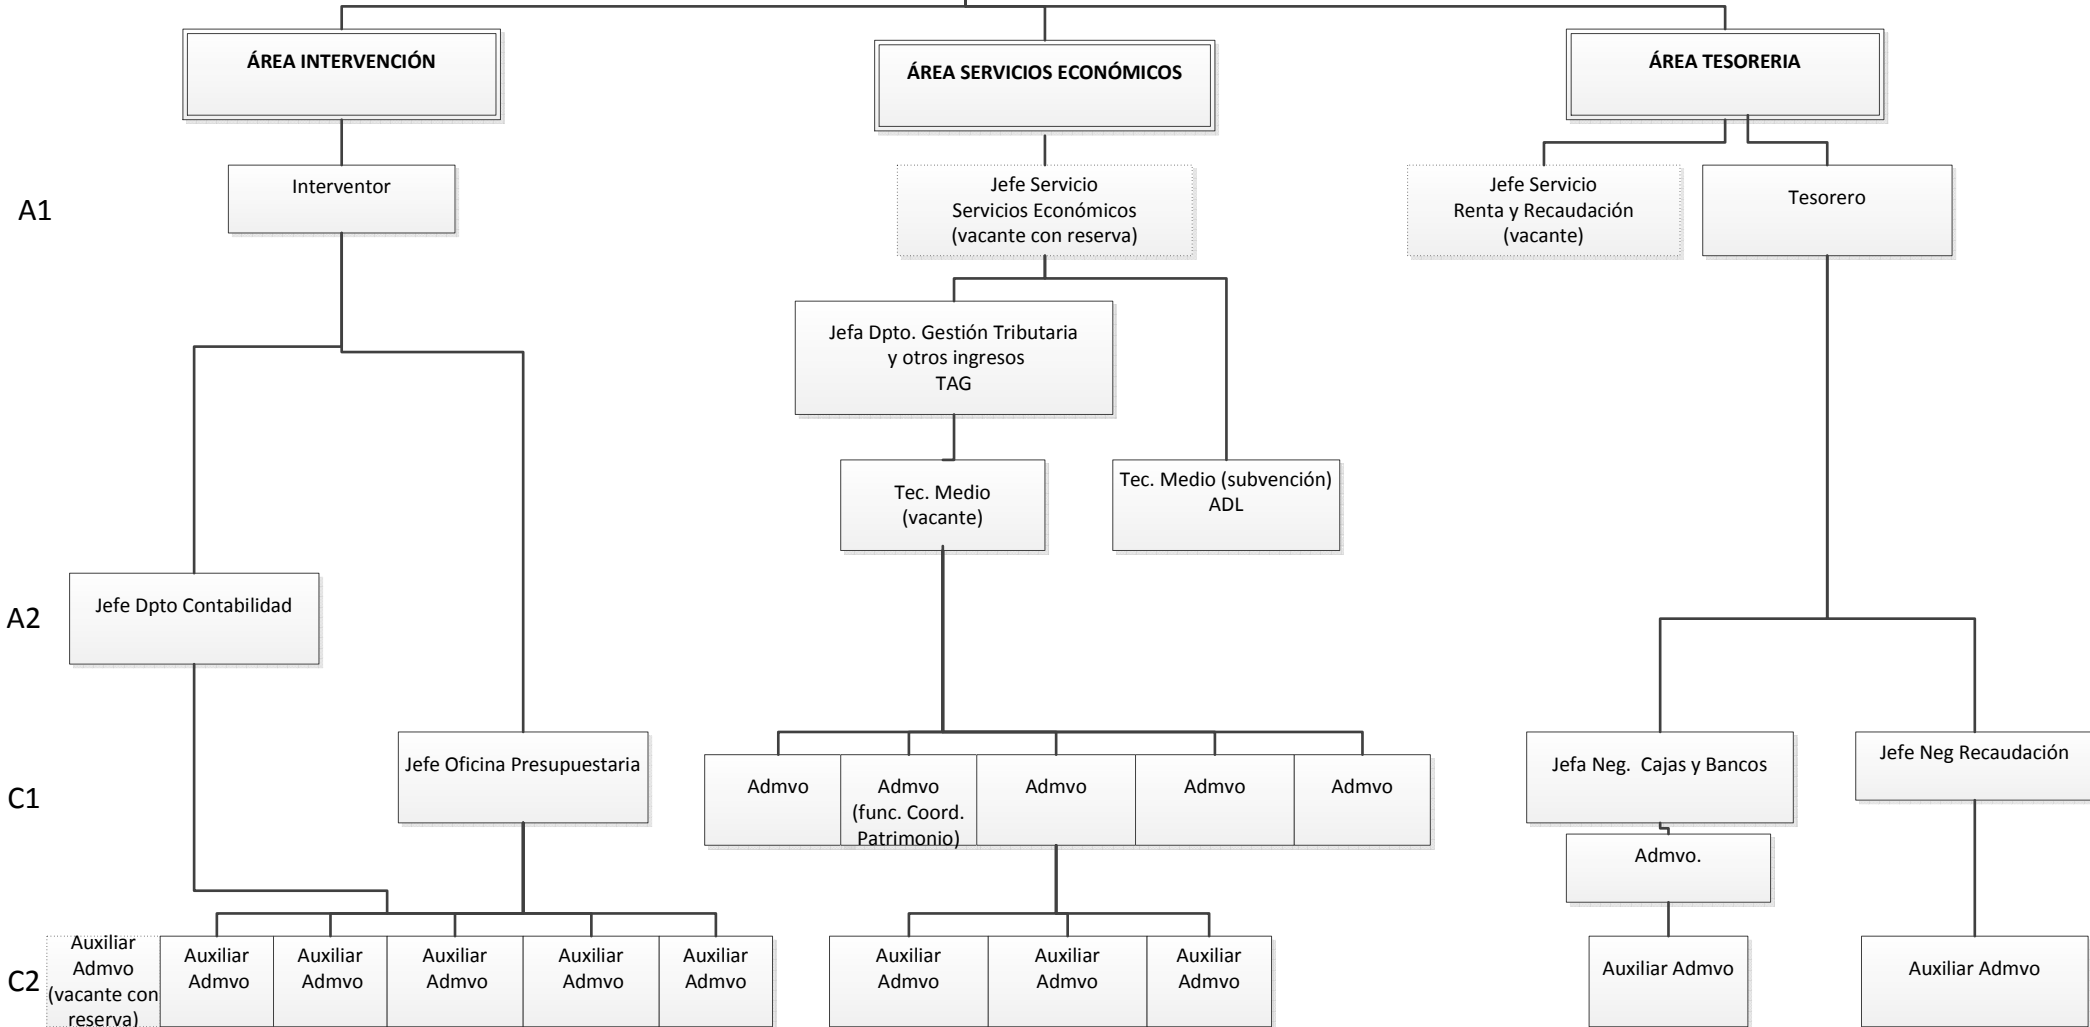 ÁREA INTERVENCIÓN
ÁREA SERVICIOS ECONÓMICOS
ÁREA TESORERIA
A1
Interventor
Jefe Servicio
Servicios Económicos
(vacante con reserva)
Jefe Servicio
Renta y Recaudación
(vacante)
Tesorero
Jefa Dpto. Gestión Tributaria
y otros ingresos
TAG
Tec. Medio
(vacante)
Tec. Medio (subvención)
ADL
A2
Jefe Dpto Contabilidad
C1
Jefe Oficina Presupuestaria
Admvo
Admvo
(func. Coord.
Patrimonio)
Admvo
Admvo
Admvo
Jefa Neg. Cajas y Bancos
Jefe Neg Recaudación
Admvo.
C2
Auxiliar
Admvo
(vacante con
reserva)
Auxiliar
Admvo
Auxiliar
Admvo
Auxiliar
Admvo
Auxiliar
Admvo
Auxiliar
Admvo
Auxiliar
Admvo
Auxiliar
Admvo
Auxiliar
Admvo
Auxiliar Admvo
Auxiliar Admvo